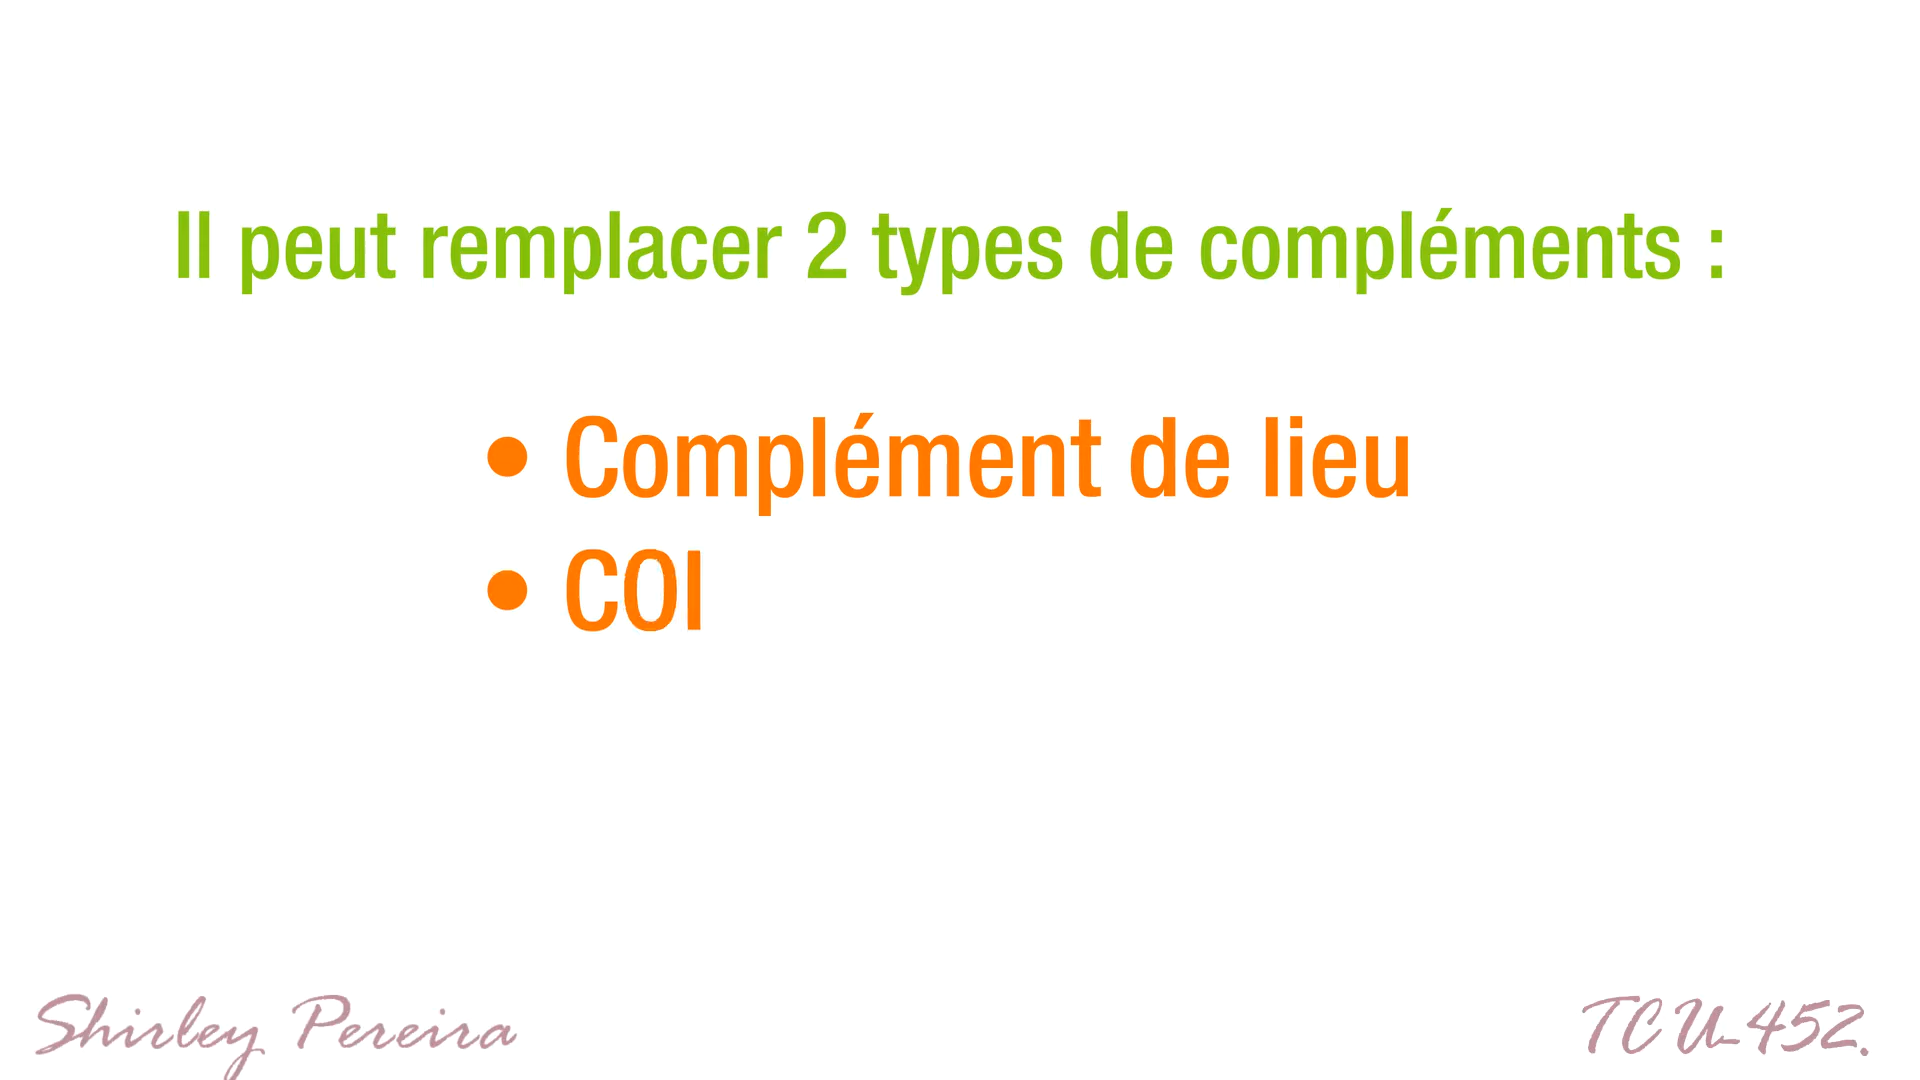 Il peut remplacer 2 types de compléments :
• Complément de lieu
• COI
Shirley Pereira
TCU-452.